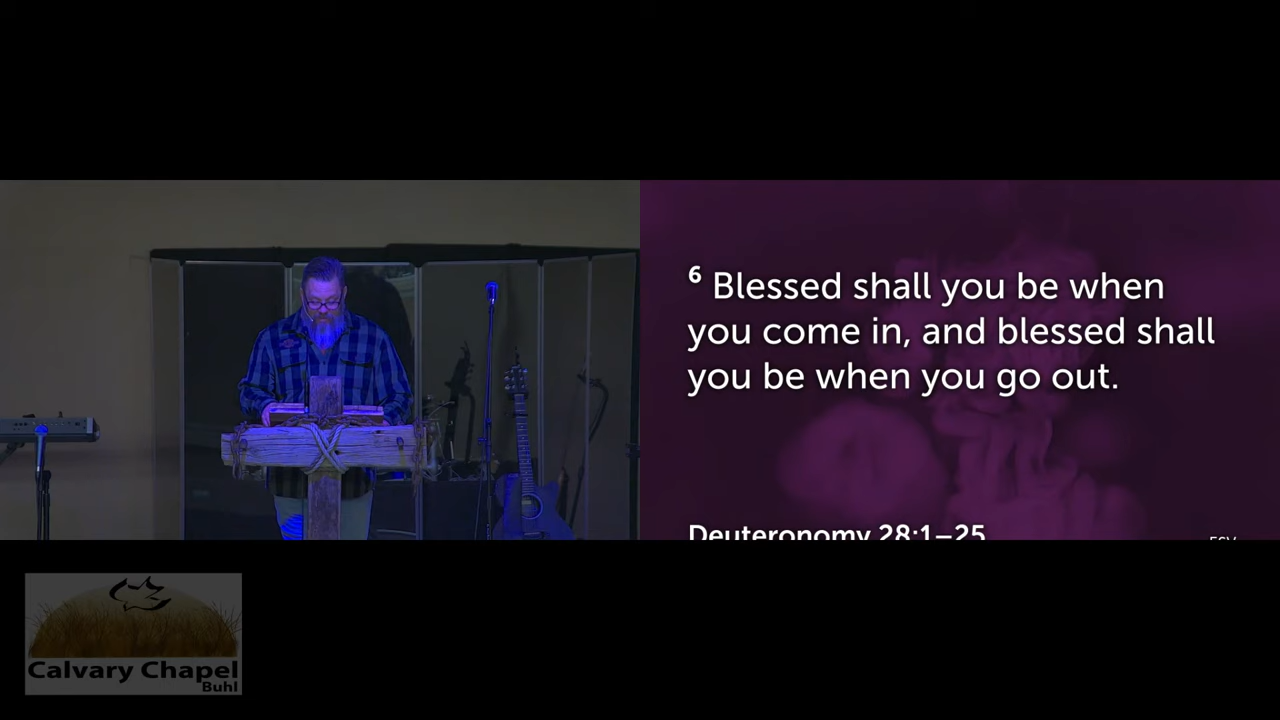 6 Blessed shall you be when
you come in, and blessed shall
you be when you go out.
Deuteronomy 28:1–25
ESV
Calvary Chapel
Buhl